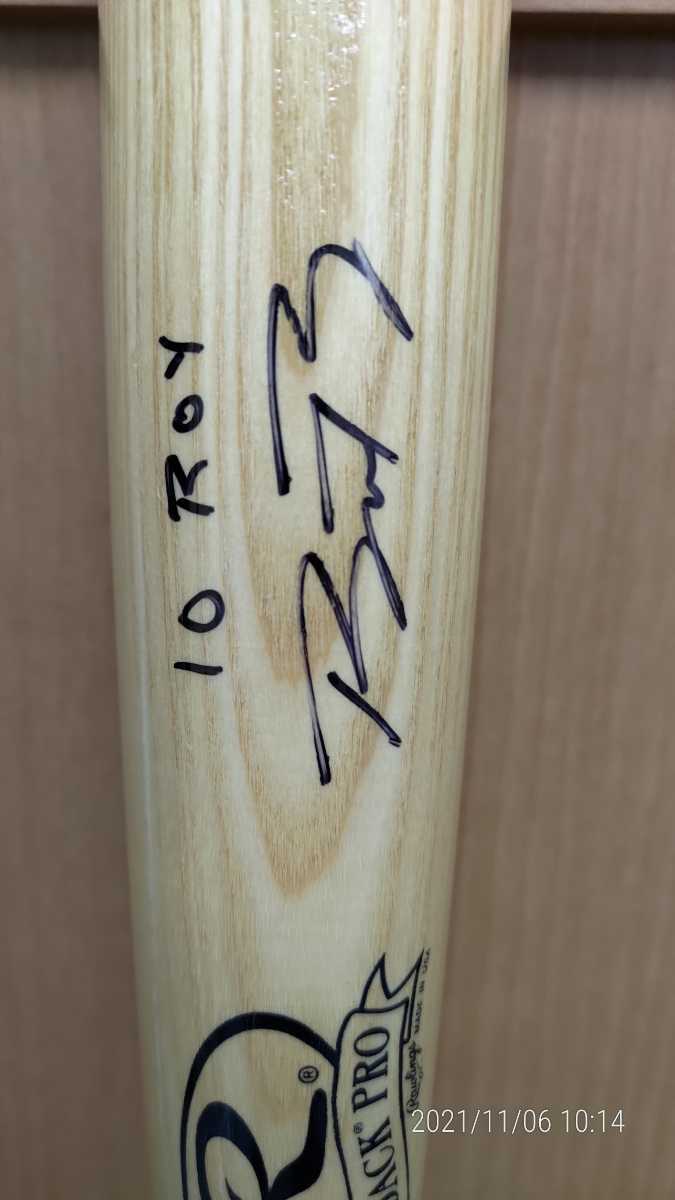 10 ROY
R®
BACK® PRO
Rawlings MADE IN USA
2021/11/06 10:14